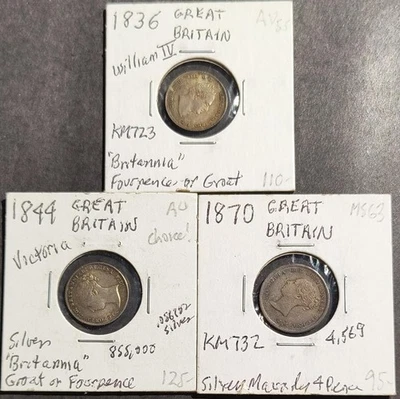 1836 GREAT AU55
BRITAIN
William IV
KM723
"Britannia"
Fourpence or Groat 110-
1844 GREAT AU
BRITAIN choice!
Victoria
.056102
silver
Silver 855,000
"Britannia"
Groat or Fourpence 125-
1870 GREAT MS63
BRITAIN
KM732 4,569
Silver Maundy 4 Pence 95-